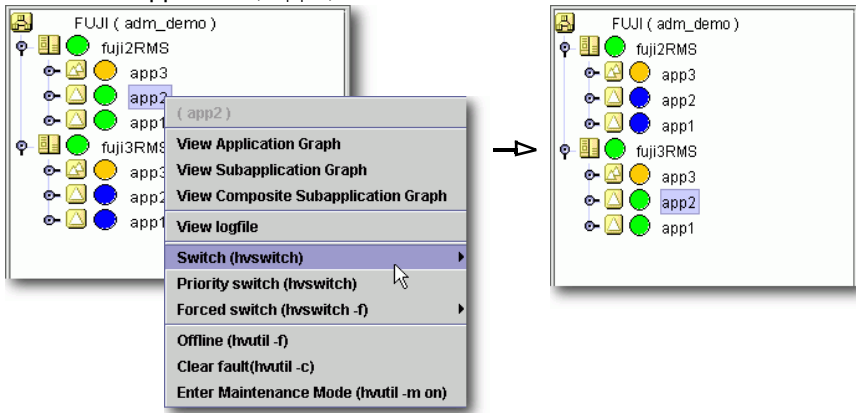 FUJI ( adm_demo )
fuji2RMS
app3
app2
app1
fuji3RMS
app3
app2
app1
( app2 )
View Application Graph
View Subapplication Graph
View Composite Subapplication Graph
View logfile
Switch (hvswitch)
Priority switch (hvswitch)
Forced switch (hvswitch -f)
Offline (hvutil -f)
Clear fault(hvutil -c)
Enter Maintenance Mode (hvutil -m on)
FUJI ( adm_demo )
fuji2RMS
app3
app2
app1
fuji3RMS
app3
app2
app1